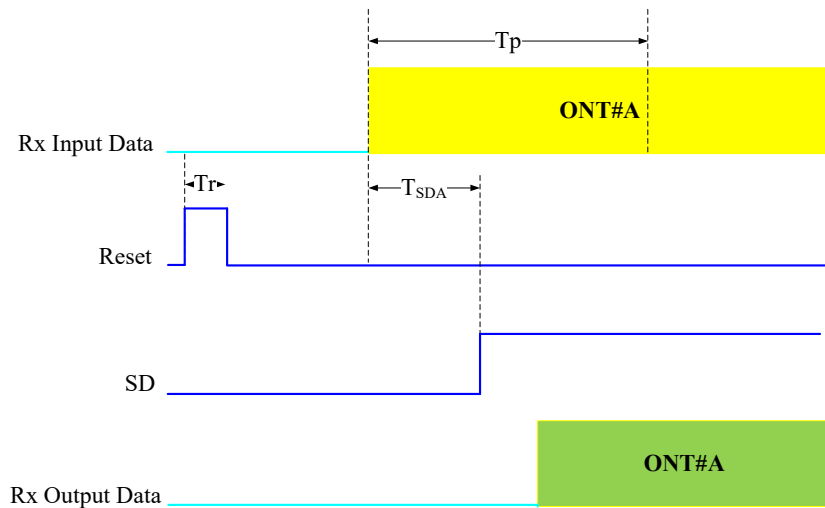 Tp
ONT#A
Rx Input Data
Tr
TSDA
Reset
SD
ONT#A
Rx Output Data